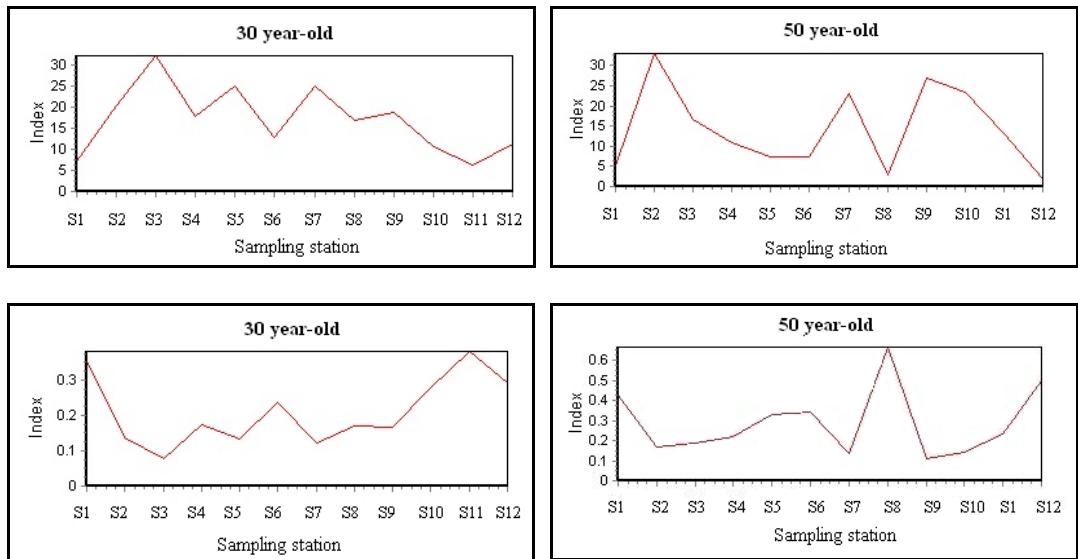 30 year-old
30
25
20
15
10
5
0
Index
S1 S2 S3 S4 S5 S6 S7 S8 S9 S10 S11 S12
Sampling station
50 year-old
30
25
20
15
10
5
0
Index
S1 S2 S3 S4 S5 S6 S7 S8 S9 S10 S1 S12
Sampling station
30 year-old
0.3
0.2
0.1
0
Index
S1 S2 S3 S4 S5 S6 S7 S8 S9 S10 S11 S12
Sampling station
50 year-old
0.6
0.5
0.4
0.3
0.2
0.1
0
Index
S1 S2 S3 S4 S5 S6 S7 S8 S9 S10 S1 S12
Sampling station